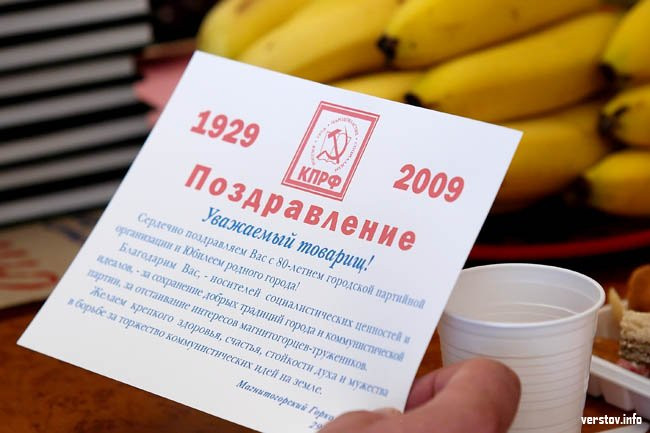 1929
КПРФ
2009
Поздравление
Уважаемый товарищ!
Сердечно поздравляем Вас с 80-летием городской партийной
организации и Юбилеем родного города!
Благодарим Вас, - носителей социалистических ценностей и
идеалов, - за сохранение добрых традиций города и коммунистической
партии, за отстаивание интересов магнитогорцев-тружеников.
Желаем крепкого здоровья, счастья, стойкости духа и мужества
в борьбе за торжество коммунистических идей на земле.
Магнитогорский Горко
29
verstov.info